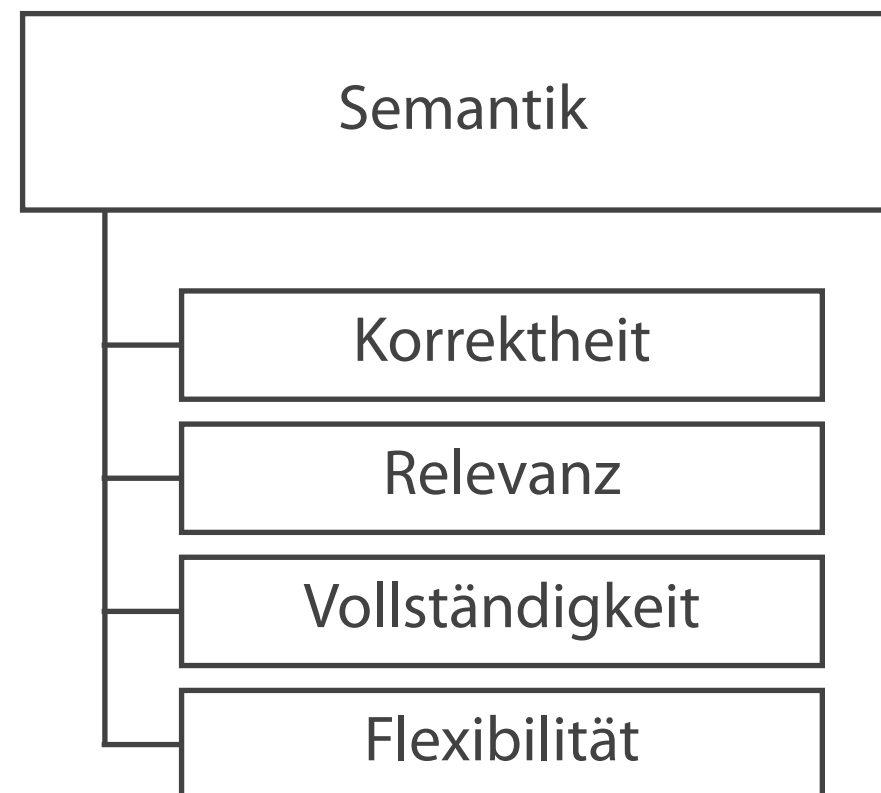 Semantik
Korrektheit
Relevanz
Vollständigkeit
Flexibilität